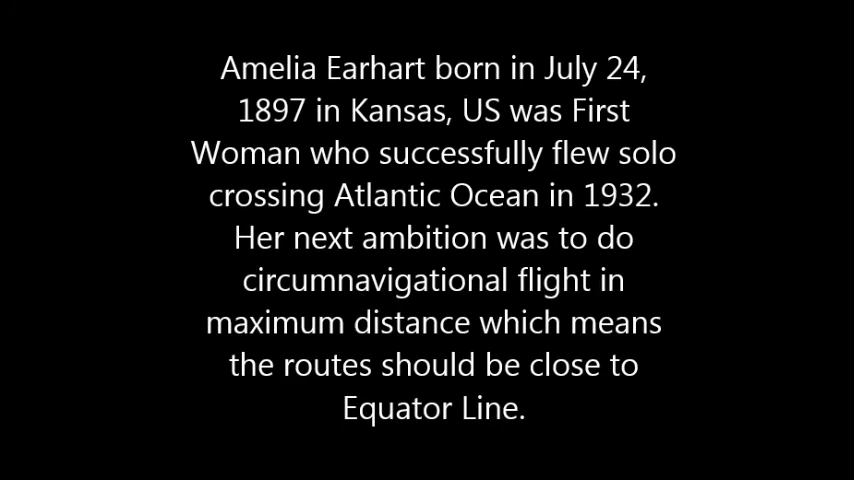 Amelia Earhart born in July 24,
1897 in Kansas, US was First
Woman who successfully flew solo
crossing Atlantic Ocean in 1932.
Her next ambition was to do
circumnavigational flight in
maximum distance which means
the routes should be close to
Equator Line.